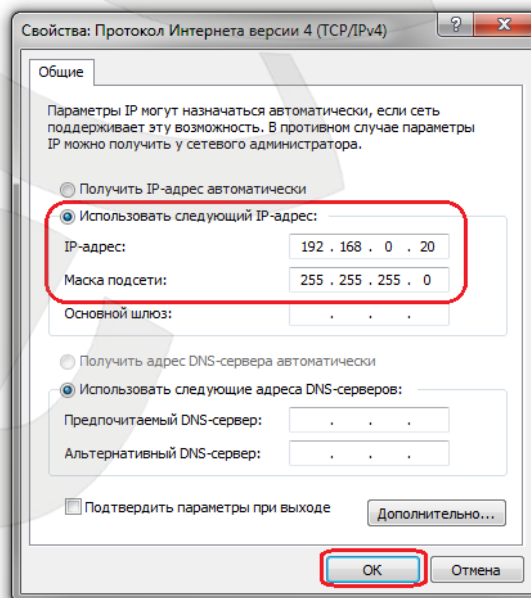 Свойства: Протокол Интернета версии 4 (TCP/IPv4)
Общие
Параметры IP могут назначаться автоматически, если сеть
поддерживает эту возможность. В противном случае параметры
IP можно получить у сетевого администратора.
Получить IP-адрес автоматически
Использовать следующий IP-адрес:
IP-адрес: 192 . 168 . 0 . 20
Маска подсети: 255 . 255 . 255 . 0
Основной шлюз: . . .
Получить адрес DNS-сервера автоматически
Использовать следующие адреса DNS-серверов:
Предпочитаемый DNS-сервер: . . .
Альтернативный DNS-сервер: . . .
Подтвердить параметры при выходе
Дополнительно...
ОК Отмена